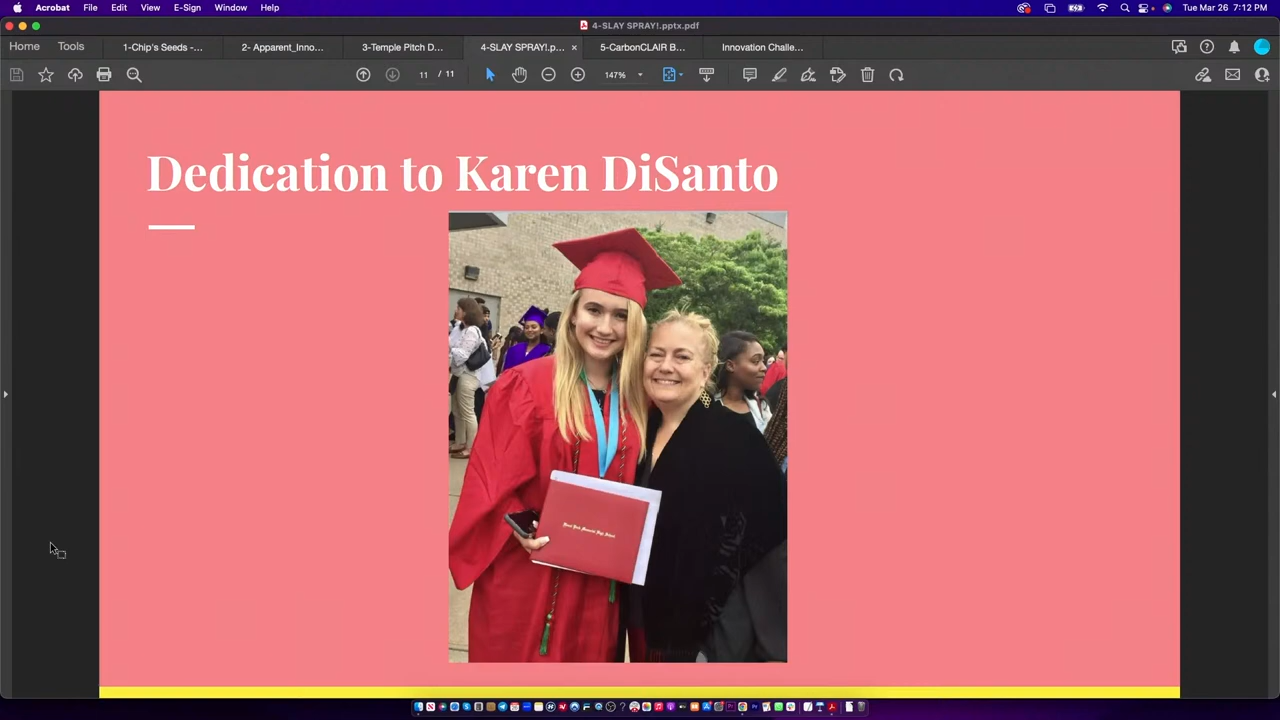 Acrobat File Edit View E-Sign Window Help Tue Mar 26 7:12 PM
4-SLAY SPRAY!.pptx.pdf
Home Tools 1-Chip's Seeds -... 2- Apparent_Inno... 3-Temple Pitch D... 4-SLAY SPRAY!.p... × 5-CarbonCLAIR B... Innovation Challe...
11 / 11 147%
Dedication to Karen DiSanto